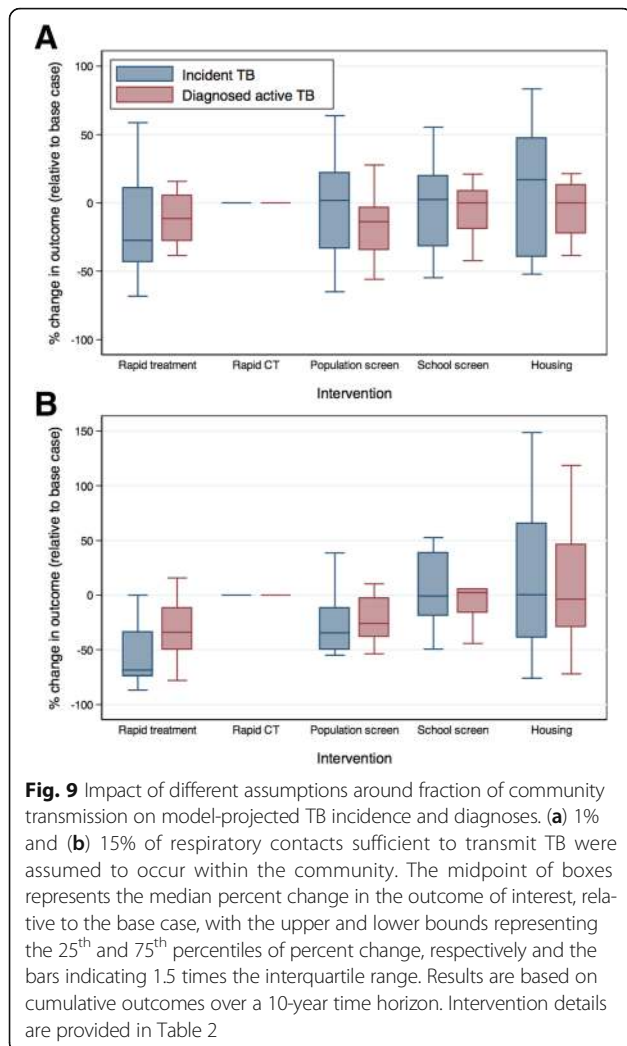 A
% change in outcome (relative to base case)
100
50
0
-50
-100
Incident TB
Diagnosed active TB
Rapid treatment Rapid CT Population screen School screen Housing
Intervention
B
% change in outcome (relative to base case)
150
100
50
0
-50
-100
Rapid treatment Rapid CT Population screen School screen Housing
Intervention
Fig. 9 Impact of different assumptions around fraction of community
transmission on model-projected TB incidence and diagnoses. (a) 1%
and (b) 15% of respiratory contacts sufficient to transmit TB were
assumed to occur within the community. The midpoint of boxes
represents the median percent change in the outcome of interest, rela-
tive to the base case, with the upper and lower bounds representing
the 25th and 75th percentiles of percent change, respectively and the
bars indicating 1.5 times the interquartile range. Results are based on
cumulative outcomes over a 10-year time horizon. Intervention details
are provided in Table 2